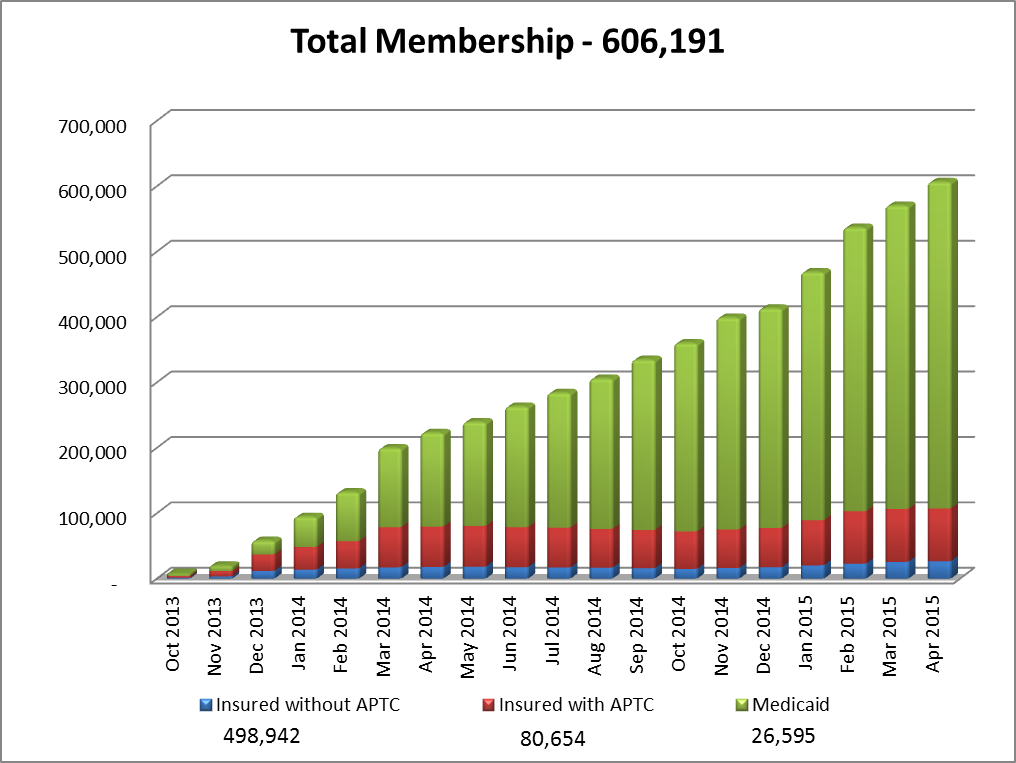 Total Membership - 606,191
700,000
600,000
500,000
400,000
300,000
200,000
100,000
-
Oct 2013
Nov 2013
Dec 2013
Jan 2014
Feb 2014
Mar 2014
Apr 2014
May 2014
Jun 2014
Jul 2014
Aug 2014
Sep 2014
Oct 2014
Nov 2014
Dec 2014
Jan 2015
Feb 2015
Mar 2015
Apr 2015
Insured without APTC Insured with APTC Medicaid
498,942 80,654 26,595